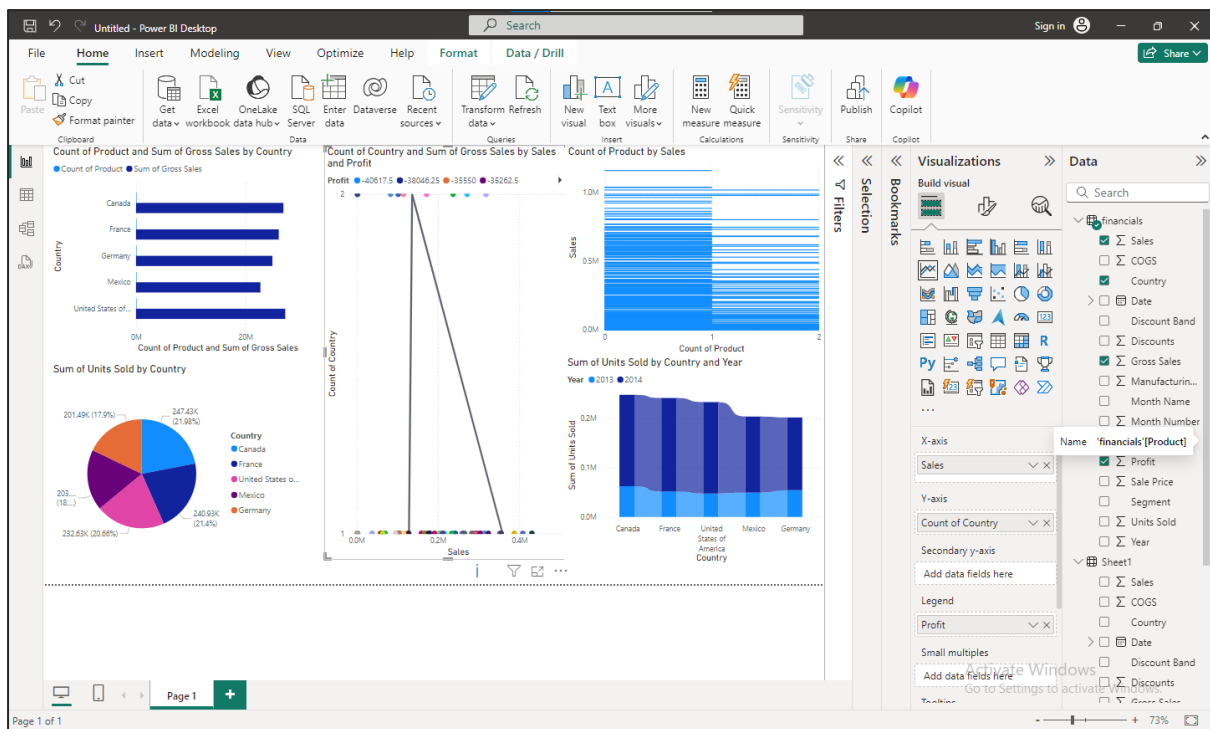 Untitled - Power BI Desktop
Search
Sign in
File Home Insert Modeling View Optimize Help Format Data / Drill
Share
Paste
Cut
Copy
Format painter
Clipboard
Get data
Excel workbook
OneLake data hub
SQL Server
Enter data
Dataverse
Recent sources
Data
Transform data
Refresh
Queries
New visual
Text box
More visuals
Insert
New measure
Quick measure
Calculations
Sensitivity
Sensitivity
Publish
Share
Copilot
Copilot
Count of Product and Sum of Gross Sales by Country
Count of Product Sum of Gross Sales
Country
Canada
France
Germany
Mexico
United States of...
0M 20M
Count of Product and Sum of Gross Sales
Count of Country and Sum of Gross Sales by Sales
and Profit
Profit -40617.5 -38046.25 -35550 -35262.5
2
Count of Country
1
0.0M 0.2M 0.4M
Sales
Count of Product by Sales
1.0M
Sales
0.5M
0.0M
0 1 2
Count of Product
Sum of Units Sold by Country
201.49K (17.9%)
247.43K
(21.98%)
203....
(18....)
240.93K
(21.4%)
232.63K (20.66%)
Country
Canada
France
United States o...
Mexico
Germany
Sum of Units Sold by Country and Year
Year 2013 2014
Sum of Units Sold
0.2M
0.1M
0.0M
Canada France United States of America Mexico Germany
Country
Filters
Selection
Bookmarks
Visualizations
Build visual
123
R
Py
123
...
X-axis
Sales
Y-axis
Count of Country
Secondary y-axis
Add data fields here
Legend
Profit
Small multiples
Add data fields here
Tooltips
Data
Search
financials
Sales
COGS
Country
Date
Discount Band
Discounts
Gross Sales
Manufacturin...
Month Name
Month Number
Name 'financials'[Product]
Profit
Sale Price
Segment
Units Sold
Year
Sheet1
Sales
COGS
Country
Date
Discount Band
Discounts
Gross Sales
Activate Windows
Go to Settings to activate Windows.
Page 1
Page 1 of 1
73%